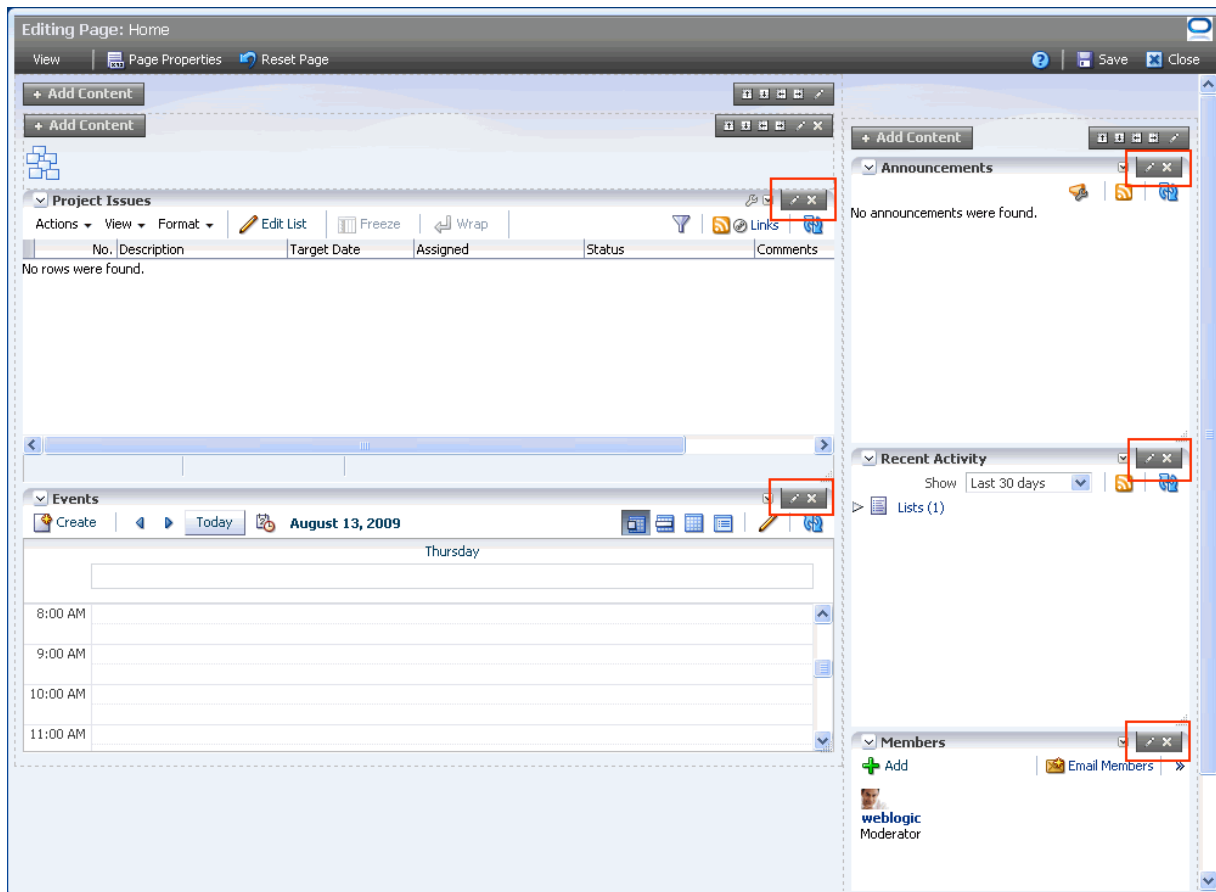 Editing Page: Home
View Page Properties Reset Page Save Close
+ Add Content
+ Add Content
Project Issues
Actions View Format Edit List Freeze Wrap Links
No. Description Target Date Assigned Status Comments
No rows were found.
Events
Create Today August 13, 2009
Thursday
8:00 AM
9:00 AM
10:00 AM
11:00 AM
+ Add Content
Announcements
No announcements were found.
Recent Activity
Show Last 30 days
Lists (1)
Members
Add Email Members »
weblogic
Moderator